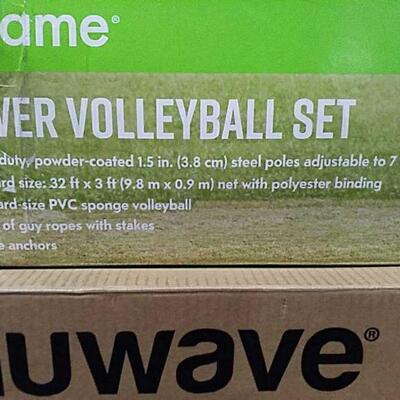 ame®
VER VOLLEYBALL SET
duty, powder-coated 1.5 in. (3.8 cm) steel poles adjustable to 7
rd size: 32 ft x 3 ft (9.8 m x 0.9 m) net with polyester binding
ard-size PVC sponge volleyball
of guy ropes with stakes
e anchors
nuwave®